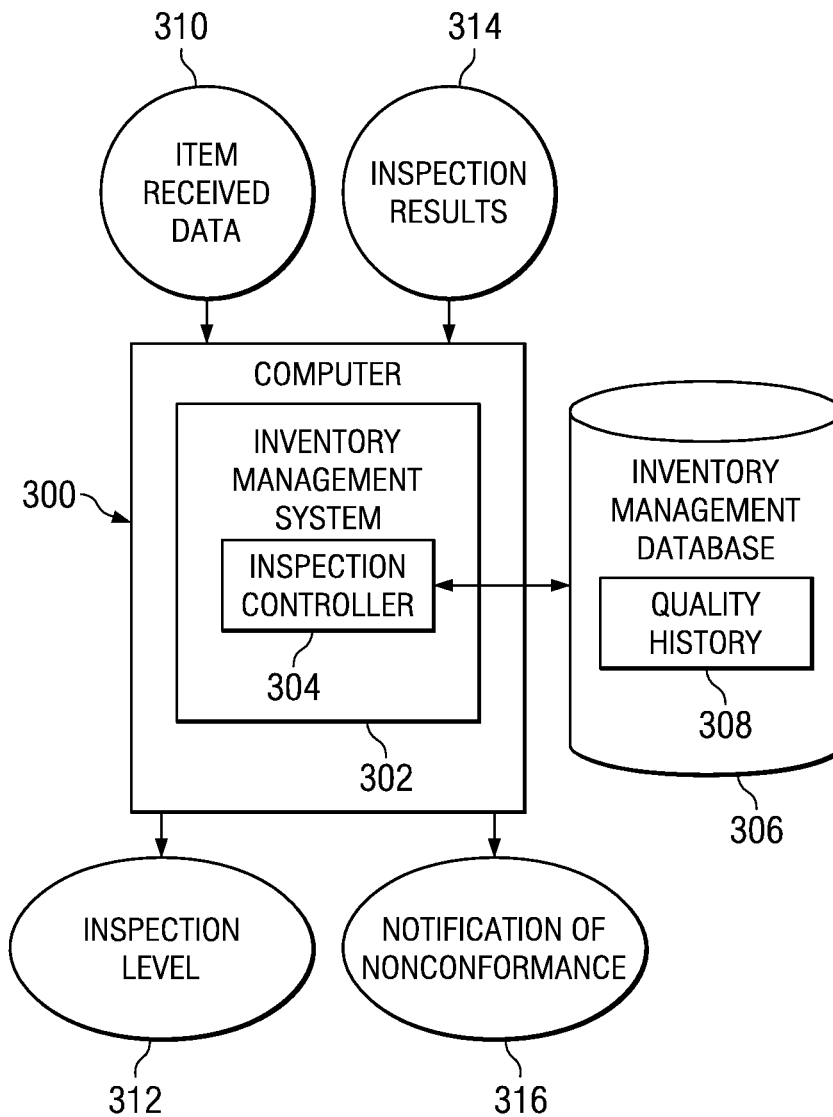 310
314
ITEM
RECEIVED
DATA
INSPECTION
RESULTS
COMPUTER
INVENTORY
MANAGEMENT
SYSTEM
INSPECTION
CONTROLLER
304
302
300
INVENTORY
MANAGEMENT
DATABASE
QUALITY
HISTORY
308
306
INSPECTION
LEVEL
NOTIFICATION OF
NONCONFORMANCE
312
316